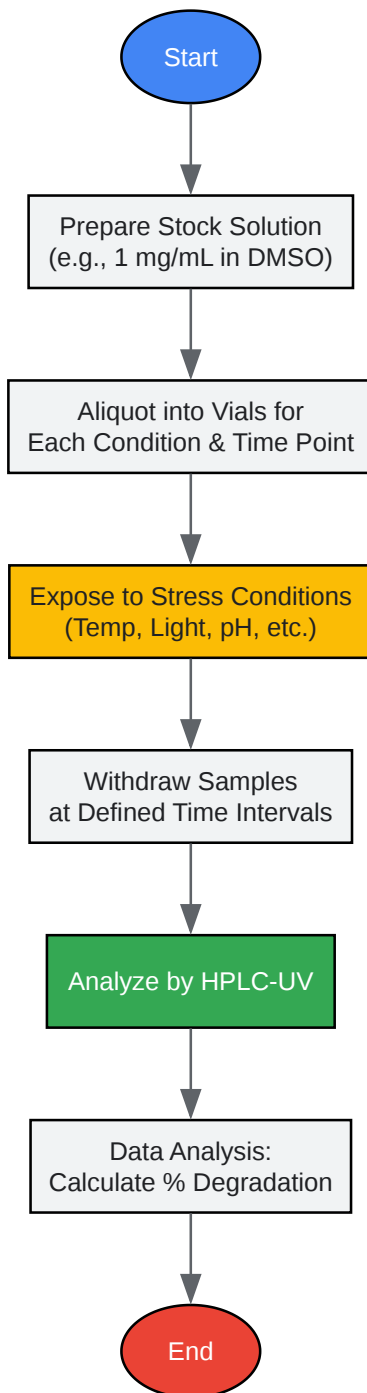 Start
Prepare Stock Solution
(e.g., 1 mg/mL in DMSO)
Aliquot into Vials for
Each Condition & Time Point
Expose to Stress Conditions
(Temp, Light, pH, etc.)
Withdraw Samples
at Defined Time Intervals
Analyze by HPLC-UV
Data Analysis:
Calculate % Degradation
End